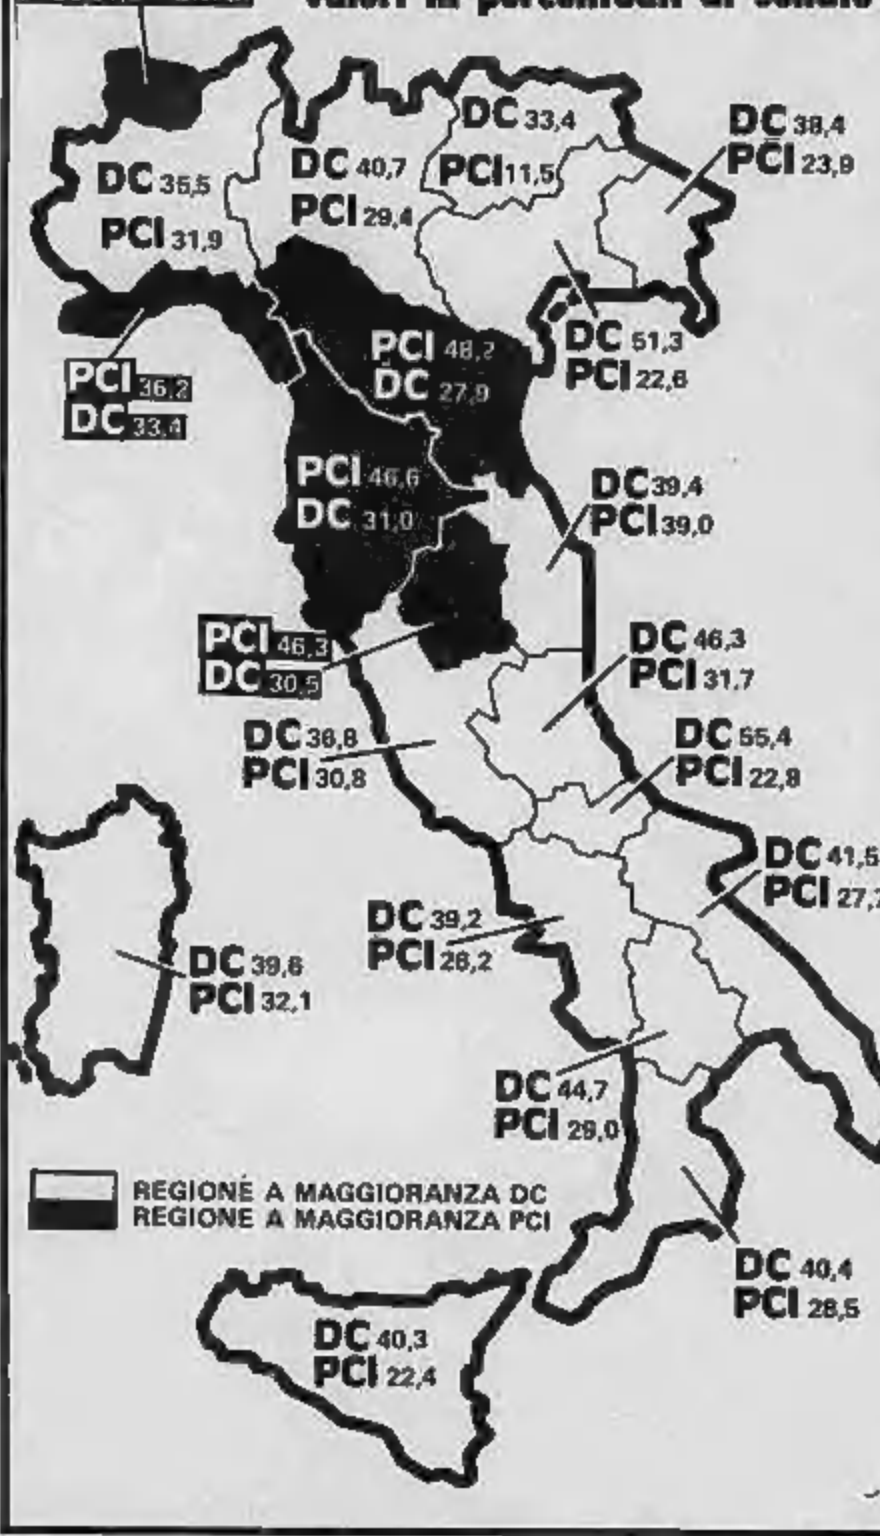 valori in percentuali al senato
DC 33,4
PCI 11,5
DC 38,4
PCI 23,9
DC 35,5
PCI 31,9
DC 40,7
PCI 29,4
DC 51,3
PCI 22,6
PCI 48,2
DC 27,9
PCI 36,2
DC 33,4
PCI 46,6
DC 31,0
DC 39,4
PCI 39,0
PCI 46,3
DC 30,5
DC 46,3
PCI 31,7
DC 36,8
PCI 30,8
DC 55,4
PCI 22,8
DC 41,5
PCI 27,
DC 39,2
PCI 28,2
DC 39,6
PCI 32,1
DC 44,7
PCI 29,0
REGIONE A MAGGIORANZA DC
REGIONE A MAGGIORANZA PCI
DC 40,4
PCI 28,5
DC 40,3
PCI 22,4